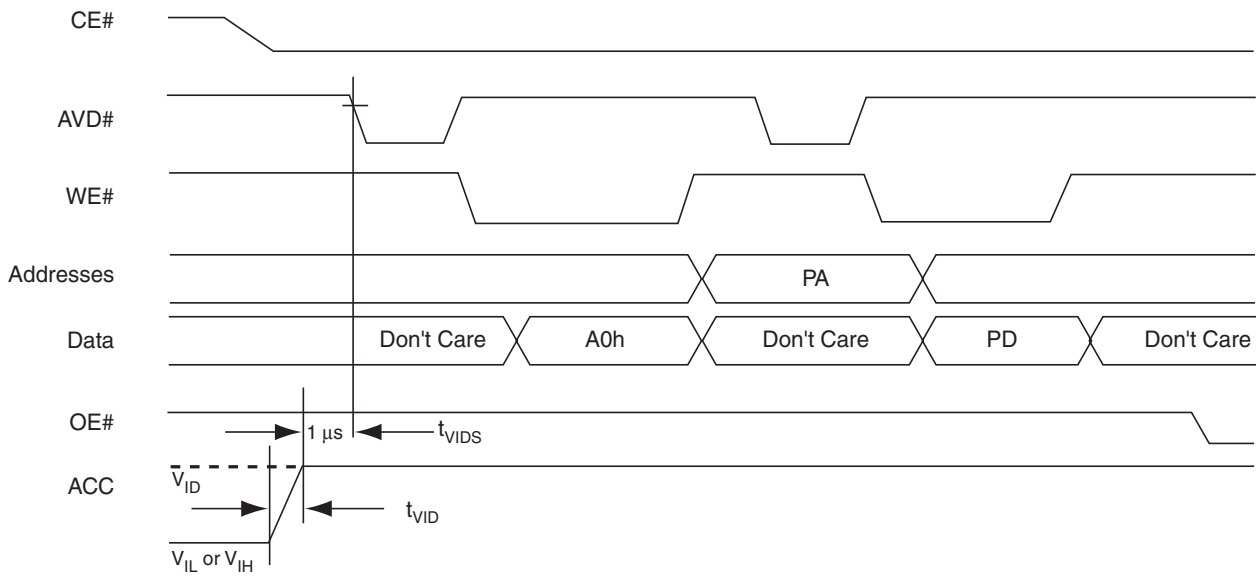 CE#
AVD#
WE#
Addresses
PA
Data
Don't Care
A0h
Don't Care
PD
Don't Care
OE#
1 μs
tVIDS
ACC
VID
tVID
VIL or VIH